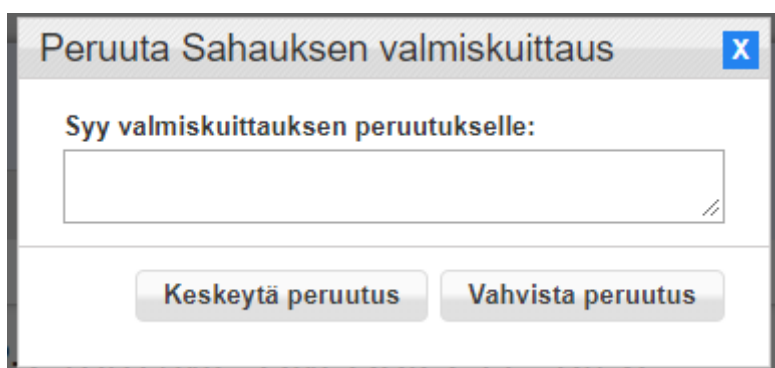 Peruuta Sahauksen valmiskuittaus X
Syy valmiskuittauksen peruutukselle:
Keskeytä peruutus Vahvista peruutus